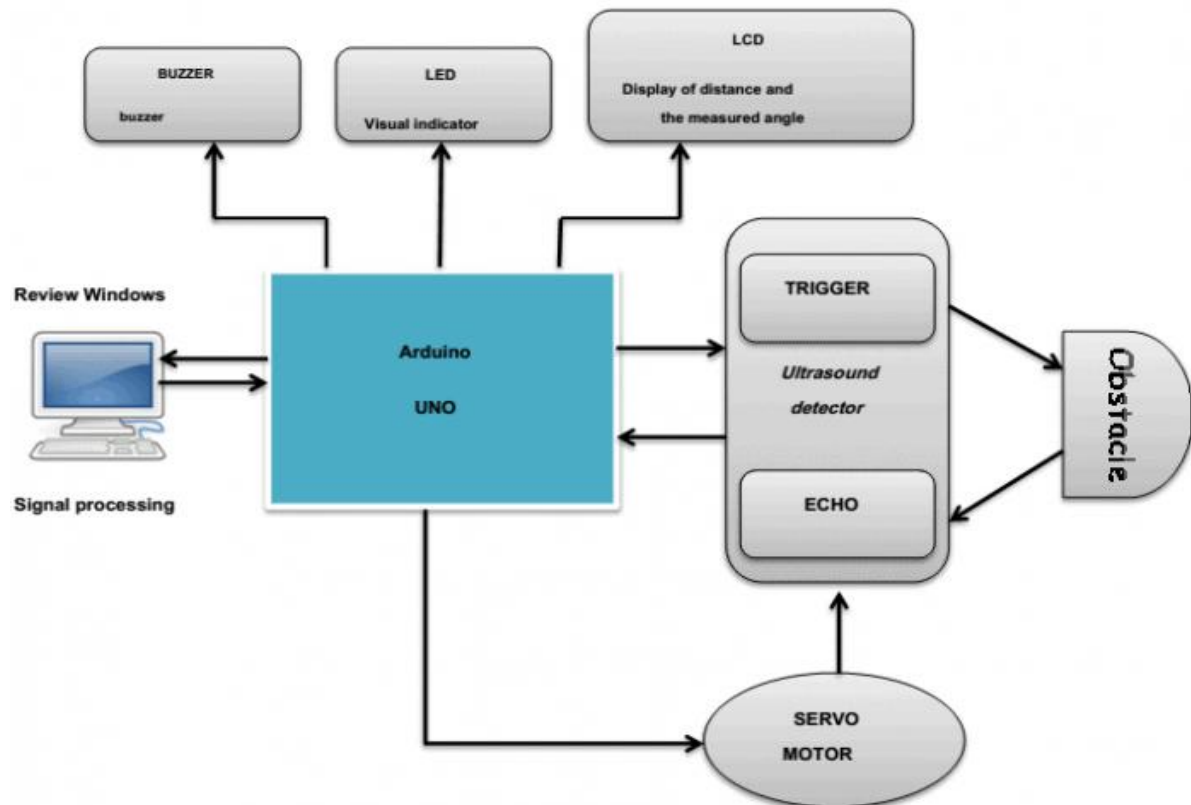 BUZZER
buzzer
LED
Visual indicator
LCD
Display of distance and
the measured angle
Review Windows
Signal processing
Arduino
UNO
TRIGGER
Ultrasound
detector
ECHO
Obstacle
SERVO
MOTOR